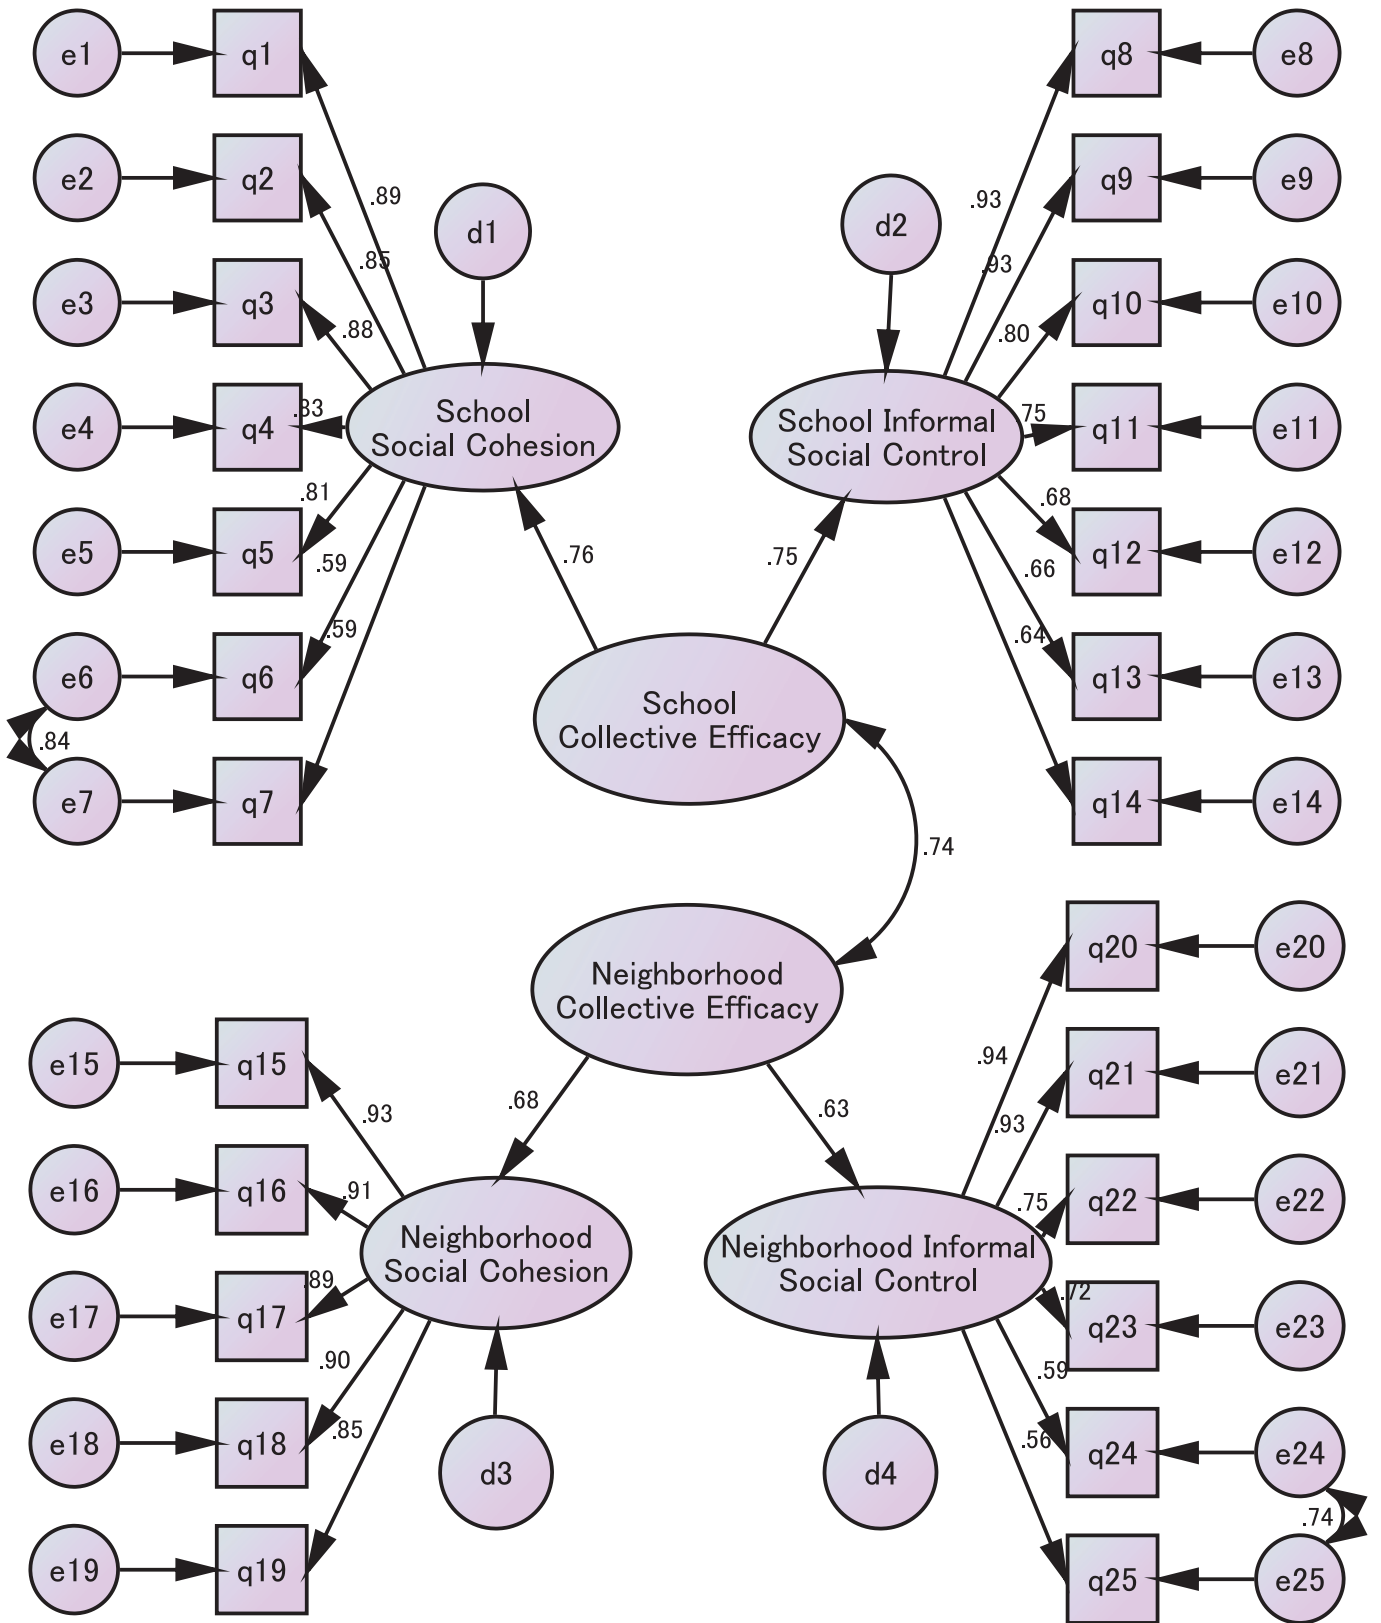 e1
q1
q8
e8
e2
q2
.89
d1
.93
d2
q9
e9
e3
q3
.85
.93
q10
e10
.88
.80
e4
q4
.83
School
Social Cohesion
School Informal
Social Control
.75
q11
e11
.81
.68
e5
q5
.59
.76
.75
.66
q12
e12
e6
q6
.59
.64
q13
e13
.84
School
Collective Efficacy
e7
q7
q14
e14
.74
Neighborhood
Collective Efficacy
q20
e20
e15
q15
.93
.68
.63
.94
.93
q21
e21
e16
q16
.91
.75
q22
e22
Neighborhood
Social Cohesion
Neighborhood Informal
Social Control
e17
q17
.89
.72
q23
e23
.90
.59
e18
q18
.85
d3
d4
.56
q24
e24
.74
e19
q19
q25
e25